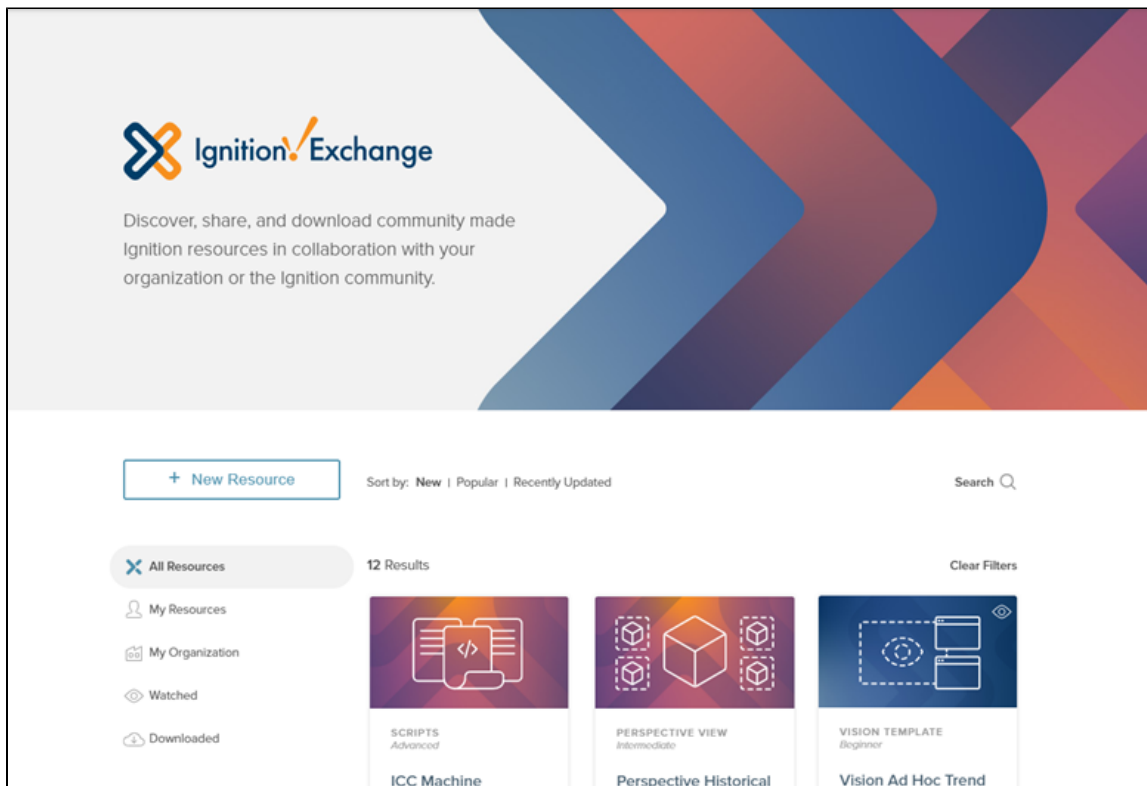 Ignition! Exchange
Discover, share, and download community made
Ignition resources in collaboration with your
organization or the Ignition community.
+ New Resource
Sort by: New | Popular | Recently Updated
Search
All Resources
12 Results
Clear Filters
My Resources
My Organization
Watched
Downloaded
</>
SCRIPTS
Advanced
ICC Machine
PERSPECTIVE VIEW
Intermediate
Perspective Historical
VISION TEMPLATE
Beginner
Vision Ad Hoc Trend